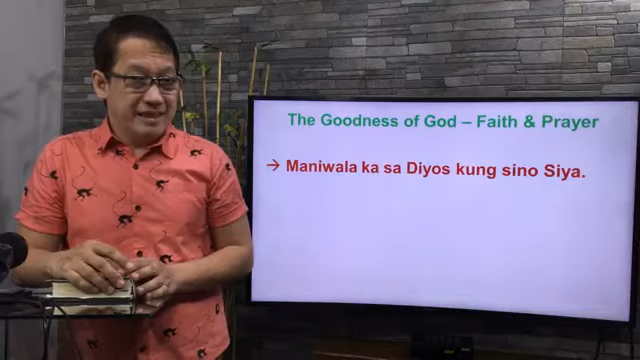 The Goodness of God – Faith & Prayer
→ Maniwala ka sa Diyos kung sino Siya.